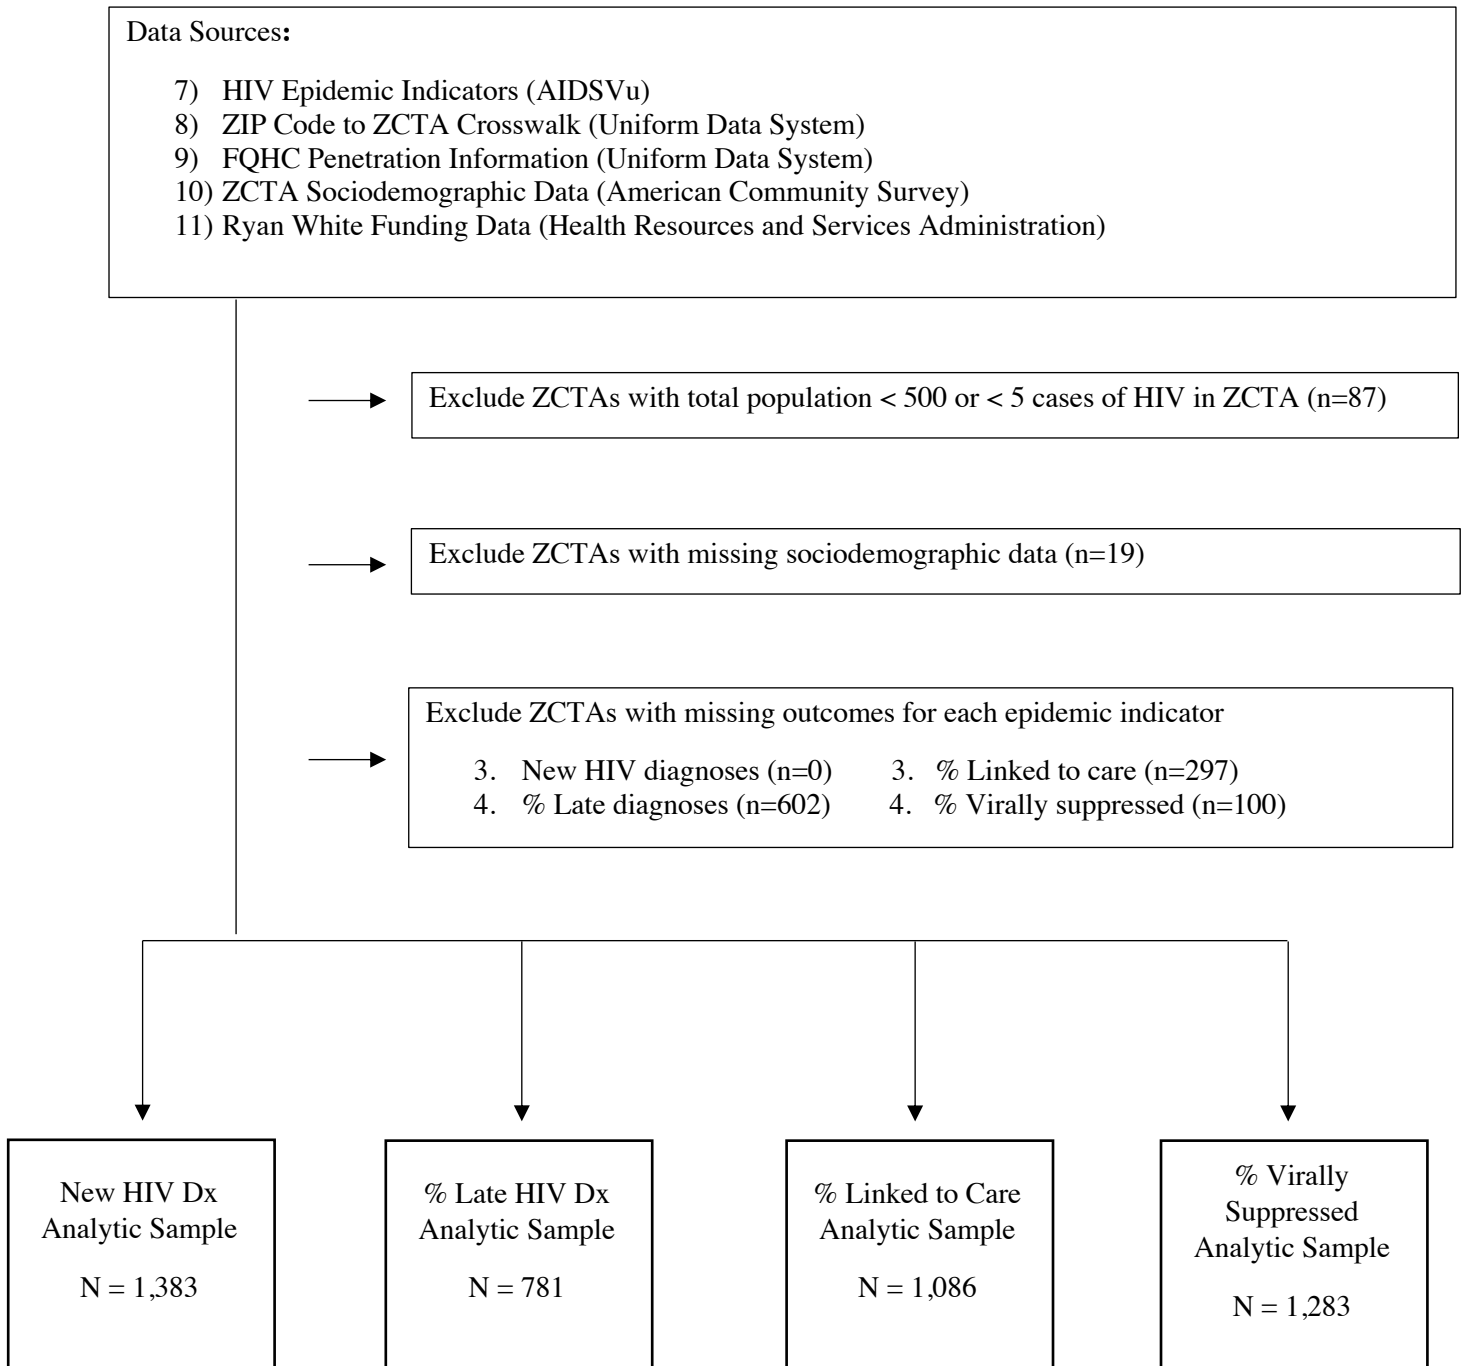 Data Sources:
7) HIV Epidemic Indicators (AIDSVu)
8) ZIP Code to ZCTA Crosswalk (Uniform Data System)
9) FQHC Penetration Information (Uniform Data System)
10) ZCTA Sociodemographic Data (American Community Survey)
11) Ryan White Funding Data (Health Resources and Services Administration)
Exclude ZCTAs with total population < 500 or < 5 cases of HIV in ZCTA (n=87)
Exclude ZCTAs with missing sociodemographic data (n=19)
Exclude ZCTAs with missing outcomes for each epidemic indicator
3. New HIV diagnoses (n=0) 3. % Linked to care (n=297)
4. % Late diagnoses (n=602) 4. % Virally suppressed (n=100)
New HIV Dx
Analytic Sample
N = 1,383
% Late HIV Dx
Analytic Sample
N = 781
% Linked to Care
Analytic Sample
N = 1,086
% Virally
Suppressed
Analytic Sample
N = 1,283